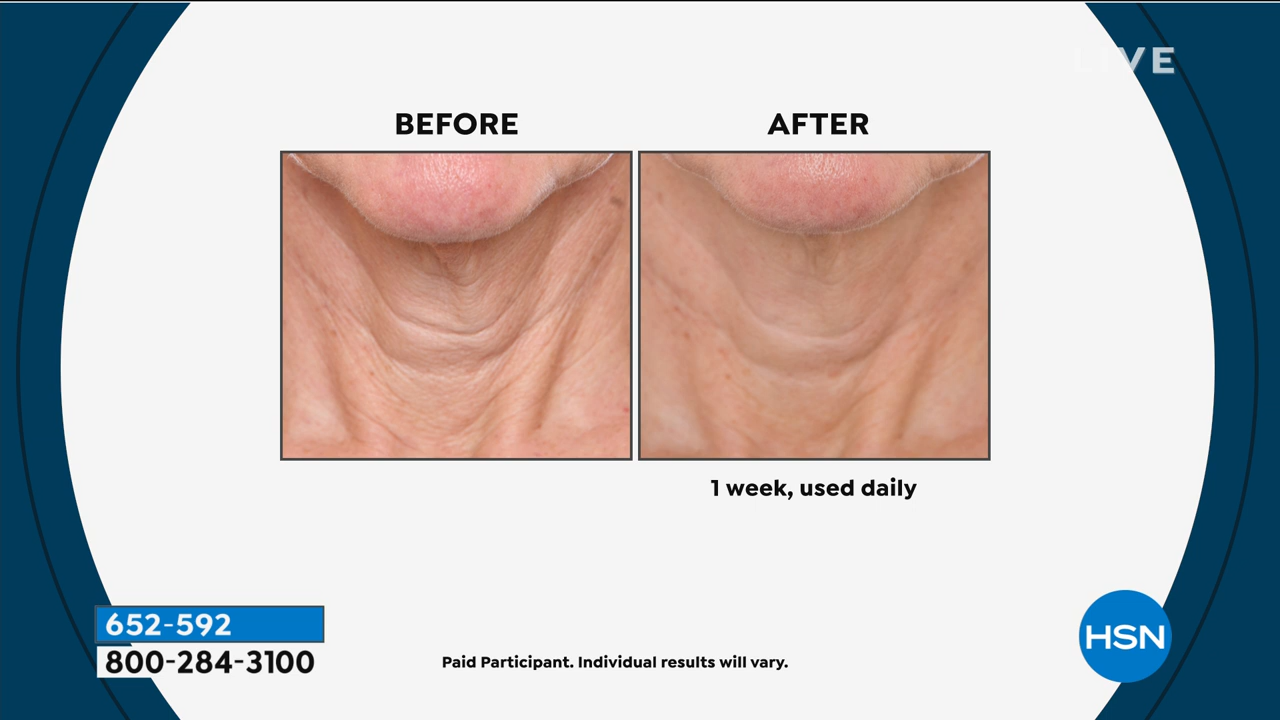 LIVE
BEFORE
AFTER
1 week, used daily
652-592
800-284-3100
Paid Participant. Individual results will vary.
HSN